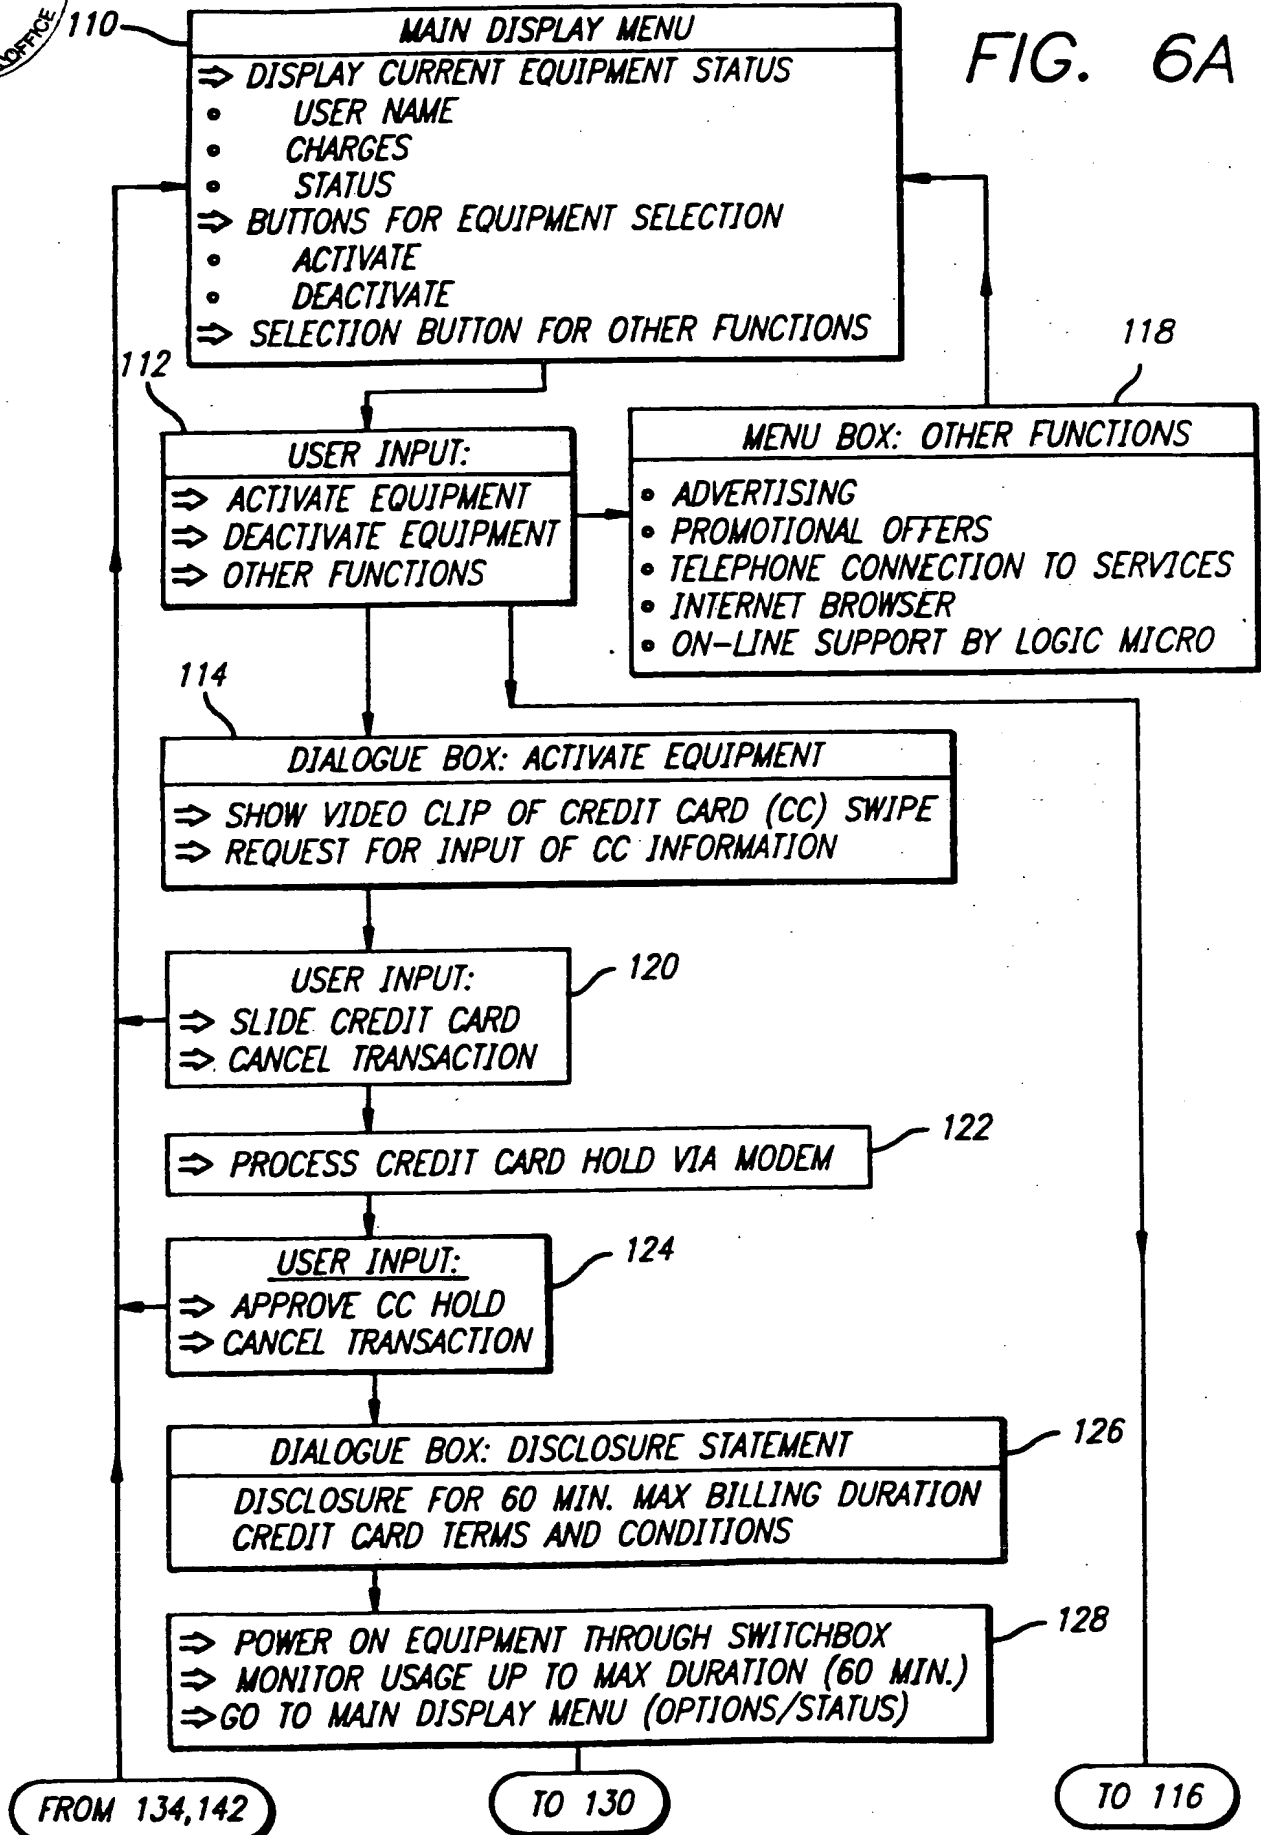 OFFICE
110
MAIN DISPLAY MENU
FIG. 6A
⇒ DISPLAY CURRENT EQUIPMENT STATUS
• USER NAME
• CHARGES
• STATUS
⇒ BUTTONS FOR EQUIPMENT SELECTION
• ACTIVATE
• DEACTIVATE
⇒ SELECTION BUTTON FOR OTHER FUNCTIONS
112
USER INPUT:
⇒ ACTIVATE EQUIPMENT
⇒ DEACTIVATE EQUIPMENT
⇒ OTHER FUNCTIONS
118
MENU BOX: OTHER FUNCTIONS
• ADVERTISING
• PROMOTIONAL OFFERS
• TELEPHONE CONNECTION TO SERVICES
• INTERNET BROWSER
• ON-LINE SUPPORT BY LOGIC MICRO
114
DIALOGUE BOX: ACTIVATE EQUIPMENT
⇒ SHOW VIDEO CLIP OF CREDIT CARD (CC) SWIPE
⇒ REQUEST FOR INPUT OF CC INFORMATION
120
USER INPUT:
⇒ SLIDE CREDIT CARD
⇒ CANCEL TRANSACTION
122
⇒ PROCESS CREDIT CARD HOLD VIA MODEM
124
USER INPUT:
⇒ APPROVE CC HOLD
⇒ CANCEL TRANSACTION
126
DIALOGUE BOX: DISCLOSURE STATEMENT
DISCLOSURE FOR 60 MIN. MAX BILLING DURATION
CREDIT CARD TERMS AND CONDITIONS
128
⇒ POWER ON EQUIPMENT THROUGH SWITCHBOX
⇒ MONITOR USAGE UP TO MAX DURATION (60 MIN.)
⇒ GO TO MAIN DISPLAY MENU (OPTIONS/STATUS)
FROM 134,142
TO 130
TO 116